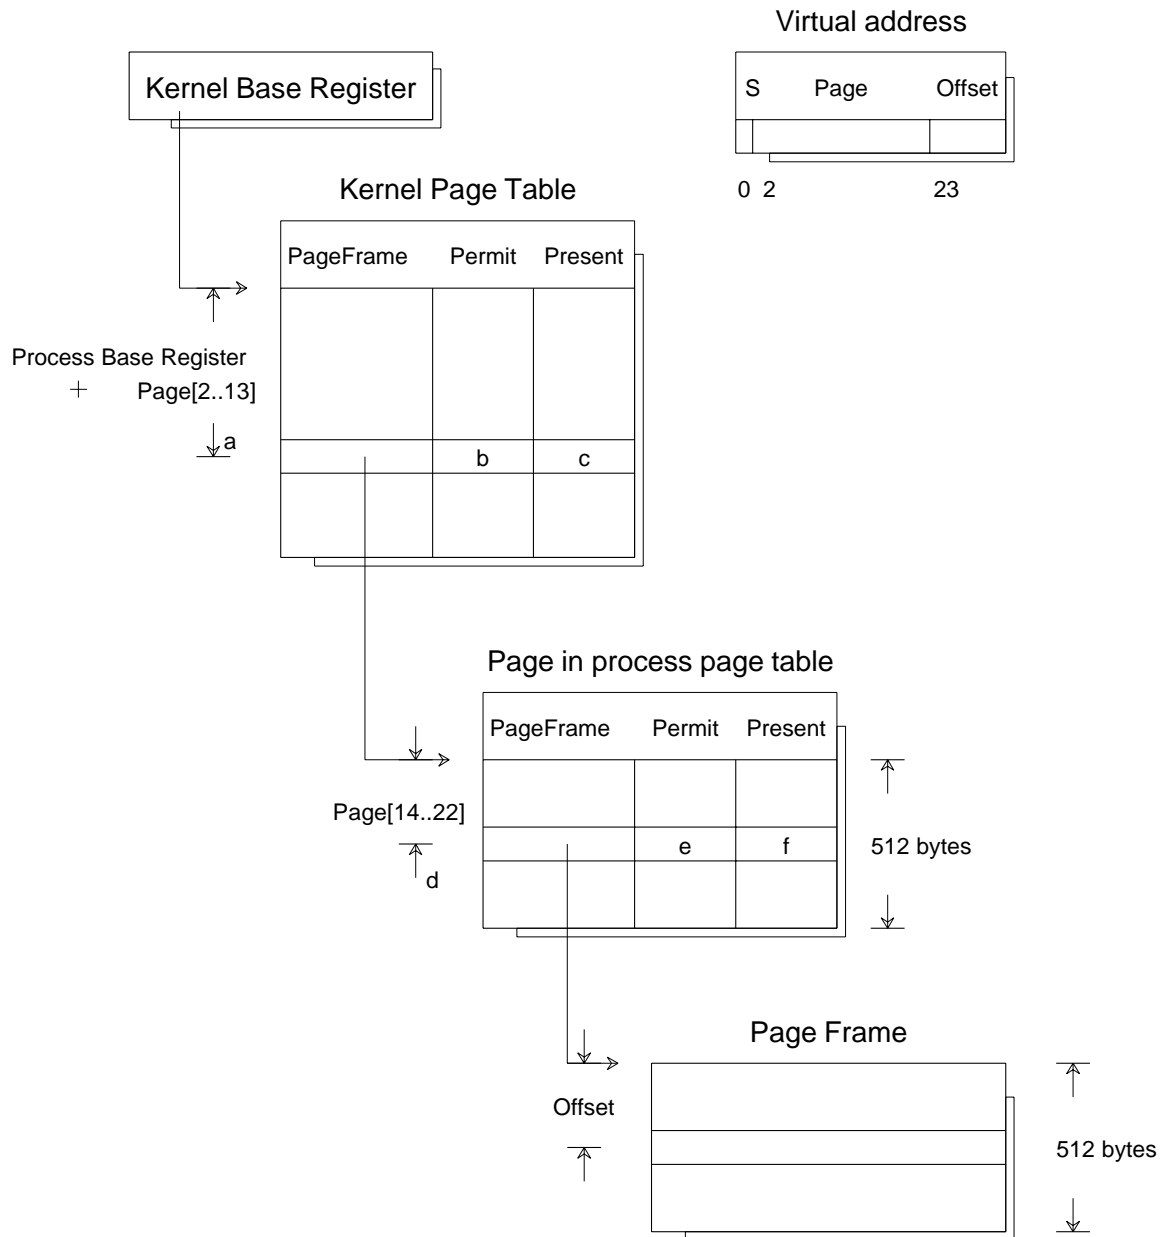 Virtual address
Kernel Base Register
S Page Offset
0 2 23
Kernel Page Table
PageFrame Permit Present
Process Base Register
+ Page[2..13]
a
b c
Page in process page table
PageFrame Permit Present
Page[14..22]
e f 512 bytes
d
Page Frame
Offset
512 bytes